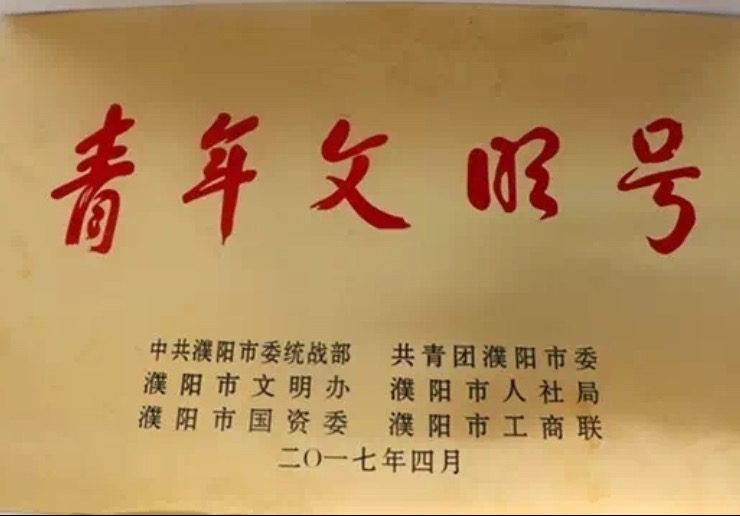 青年文明号
中共濮阳市委统战部 共青团濮阳市委
濮阳市文明办 濮阳市人社局
濮阳市国资委 濮阳市工商联
二〇一七年四月